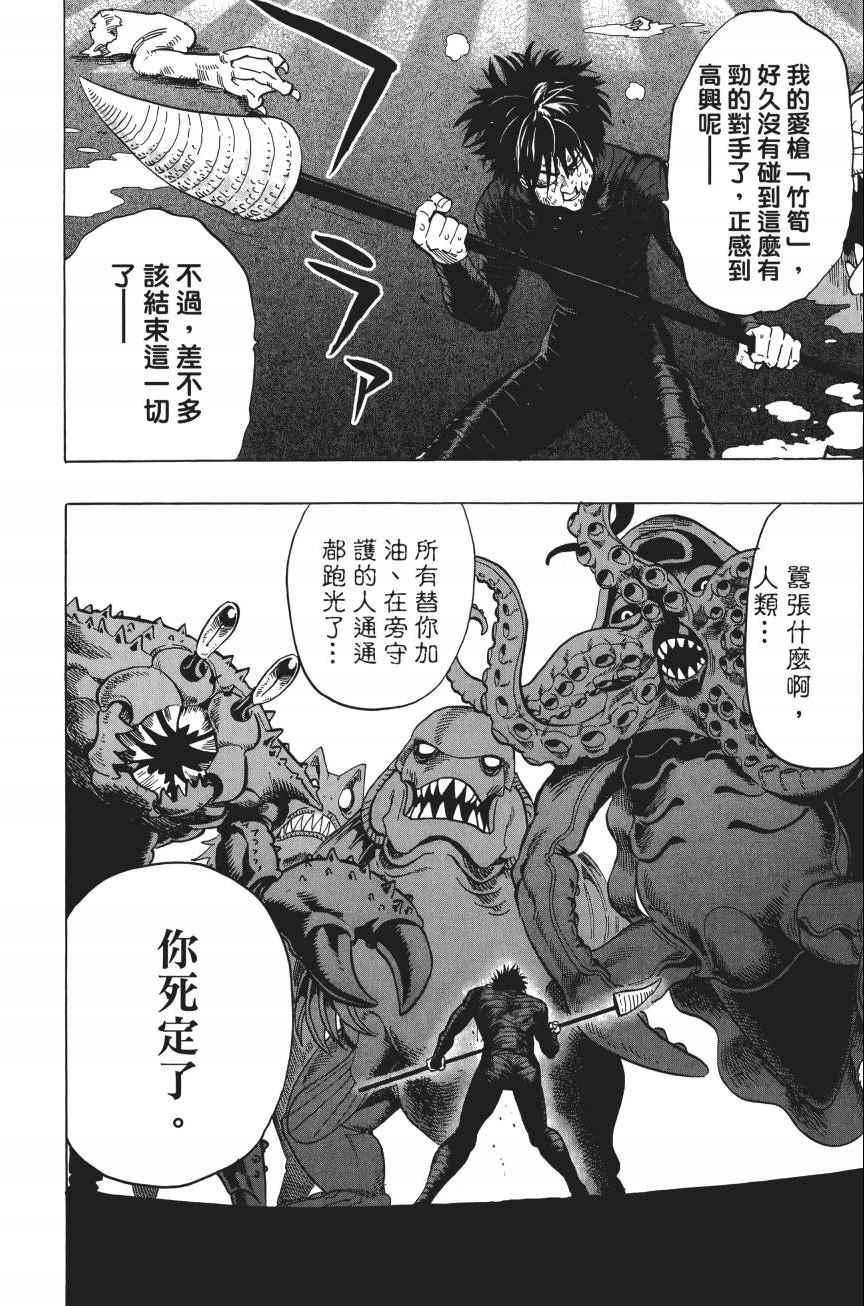 我的愛槍「竹筍」，
好久沒有碰到這麼有
勁的對手了，正感到
高興呢——
不過，差不多
該結束這一切
了——
ヘラァ
囂張什麼啊，
人類…
所有替你加
油、在旁守
護的人通通
都跑光了…
你死定了。